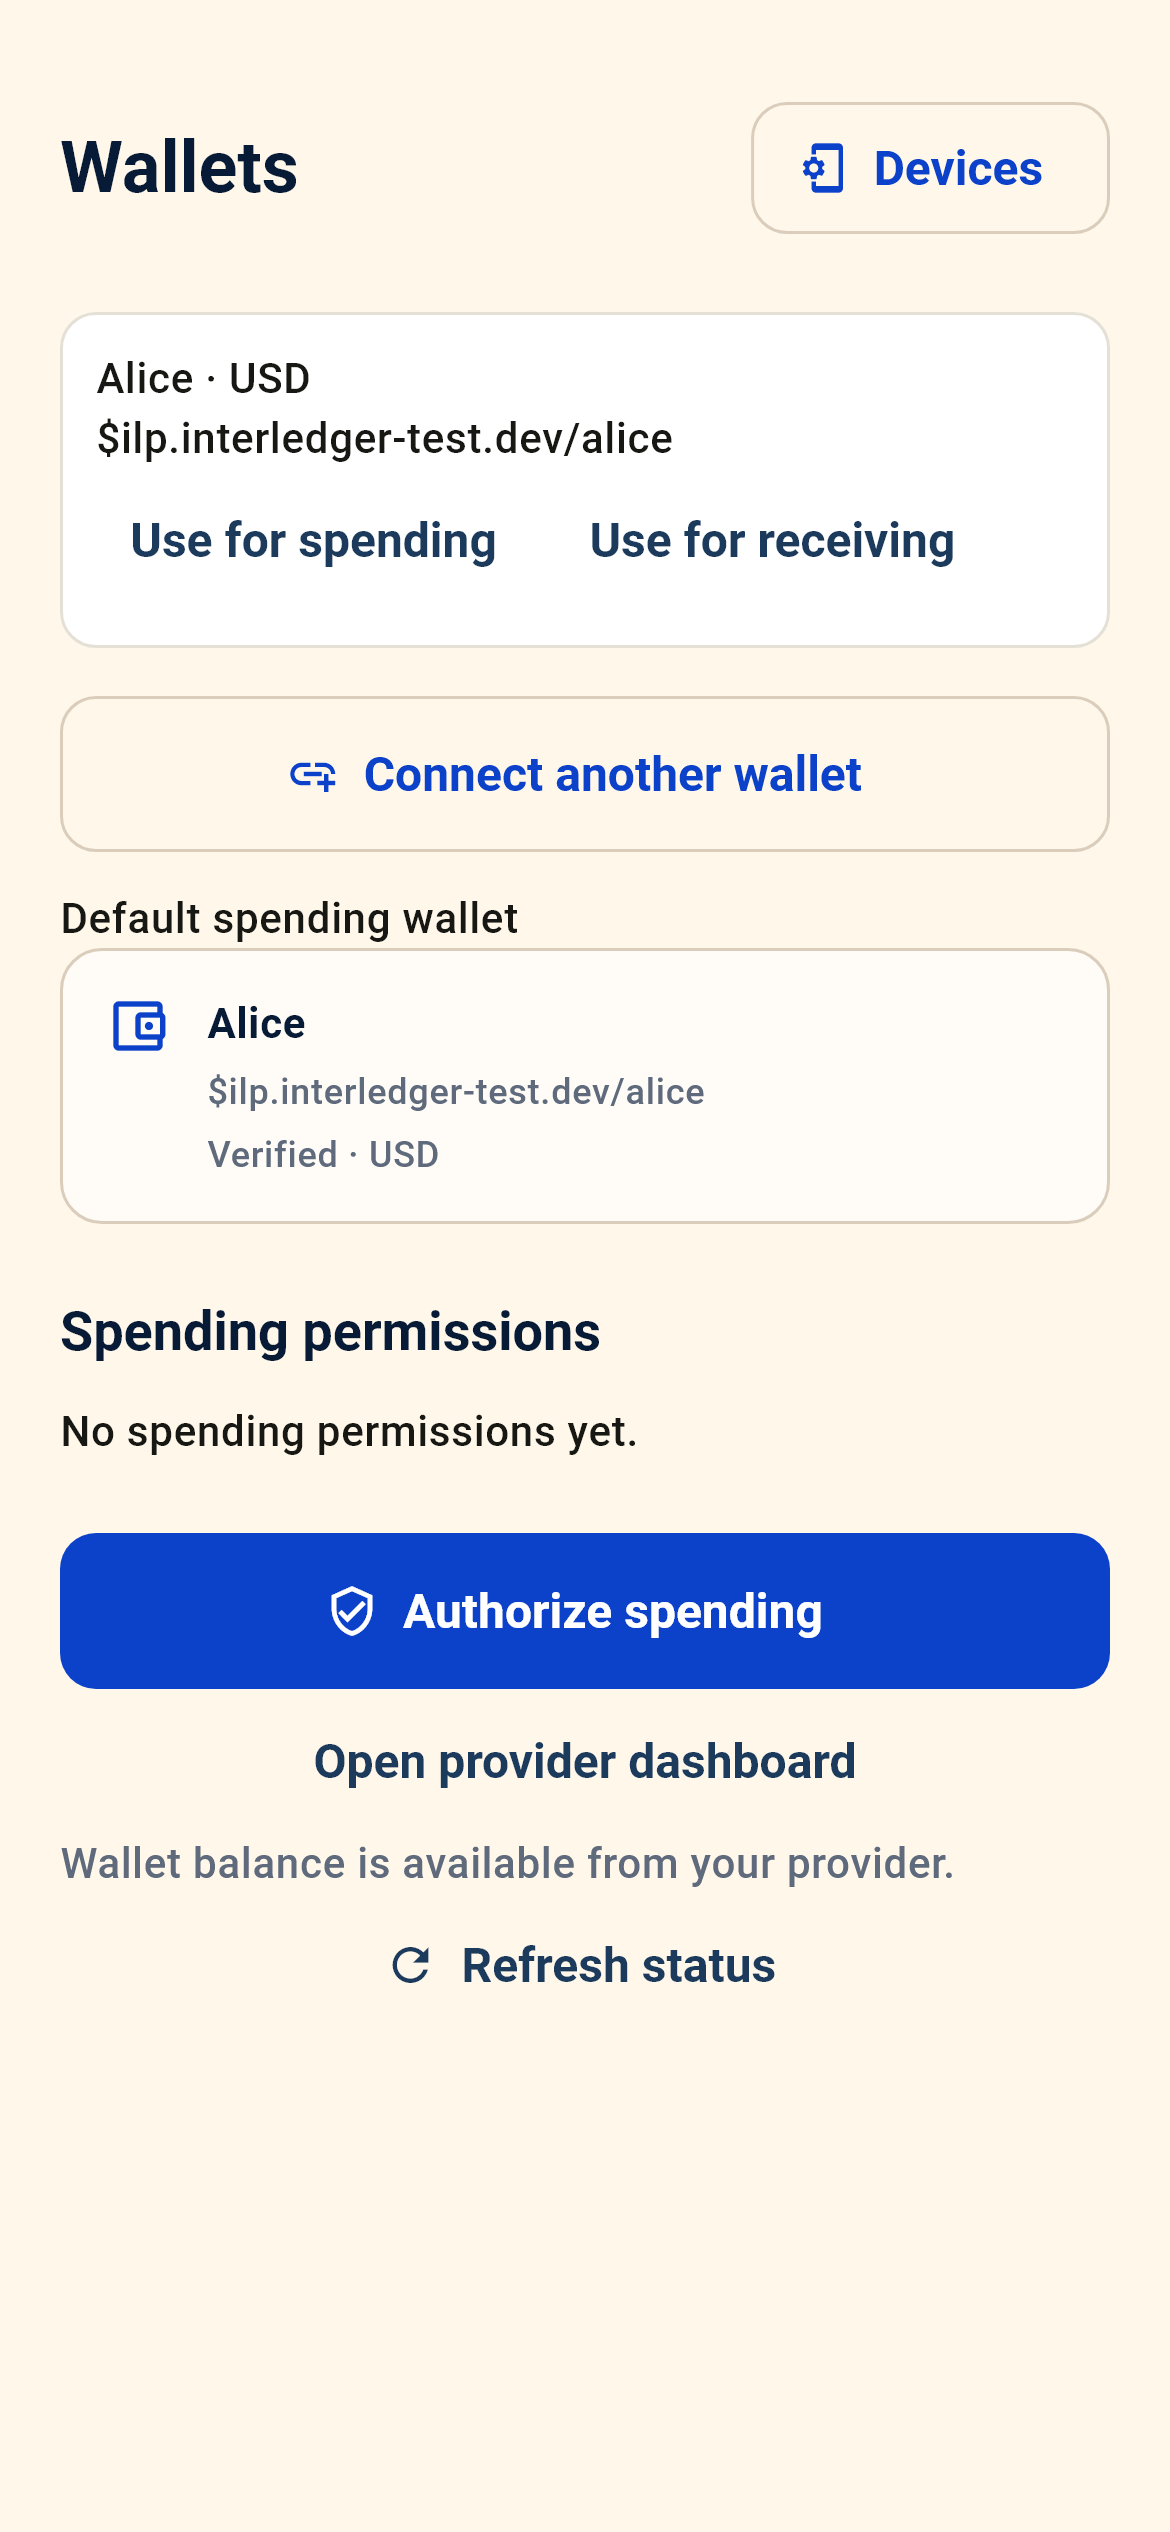 Wallets
Devices
Alice · USD
$ilp.interledger-test.dev/alice
Use for spending
Use for receiving
Connect another wallet
Default spending wallet
Alice
$ilp.interledger-test.dev/alice
Verified · USD
Spending permissions
No spending permissions yet.
Authorize spending
Open provider dashboard
Wallet balance is available from your provider.
Refresh status